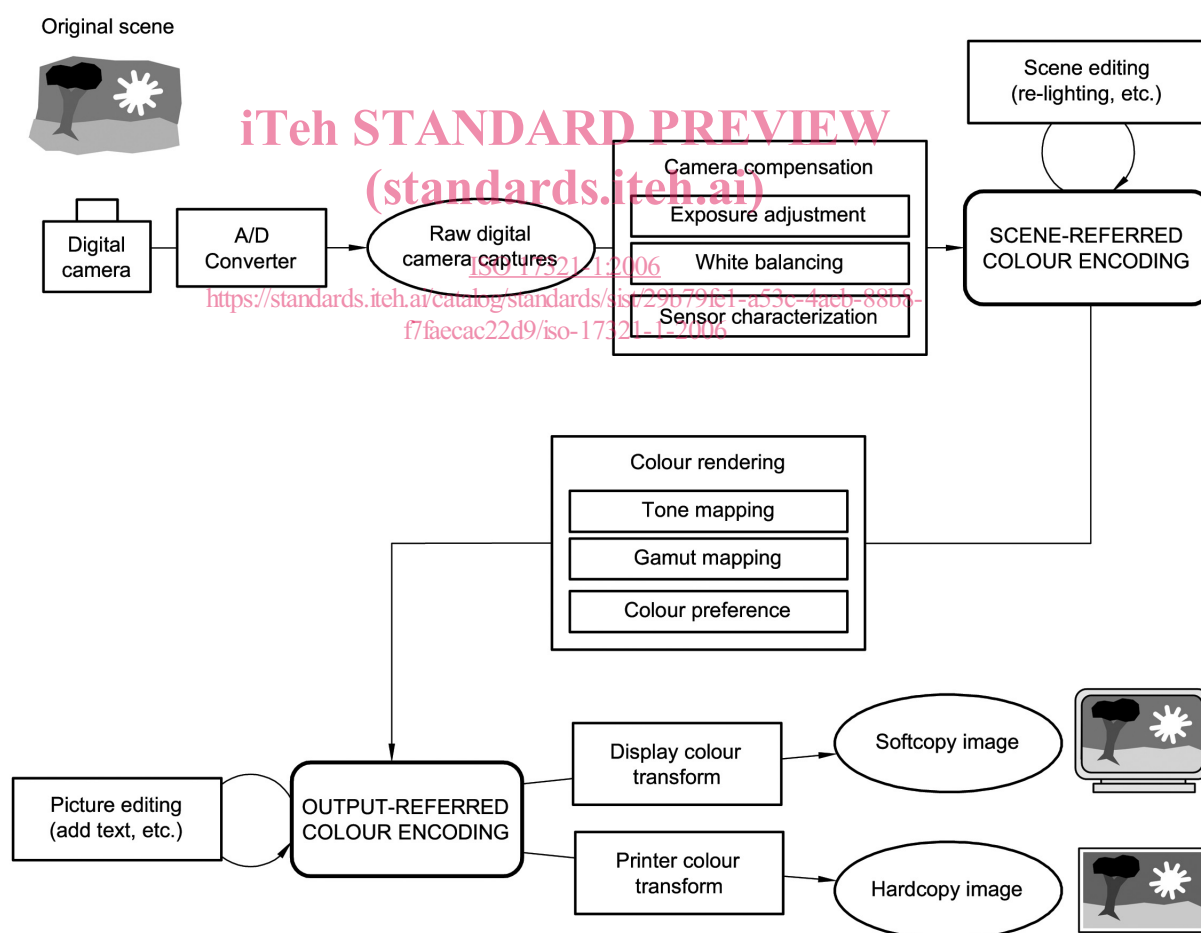 Original scene
Scene editing
(re-lighting, etc.)
iTeh STANDARD PREVIEW
(standards.iteh.ai)
Camera compensation
Exposure adjustment
White balancing
Sensor characterization
Digital
camera
A/D
Converter
Raw digital
camera captures
SCENE-REFERRED
COLOUR ENCODING
ISO 17321-1:2006
https://standards.iteh.ai/catalog/standards/sist/29b79fe1-a53c-4aeb-88b8-
f7faecac22d9/iso-17321-1-2006
Colour rendering
Tone mapping
Gamut mapping
Colour preference
Picture editing
(add text, etc.)
OUTPUT-REFERRED
COLOUR ENCODING
Display colour
transform
Softcopy image
Printer colour
transform
Hardcopy image